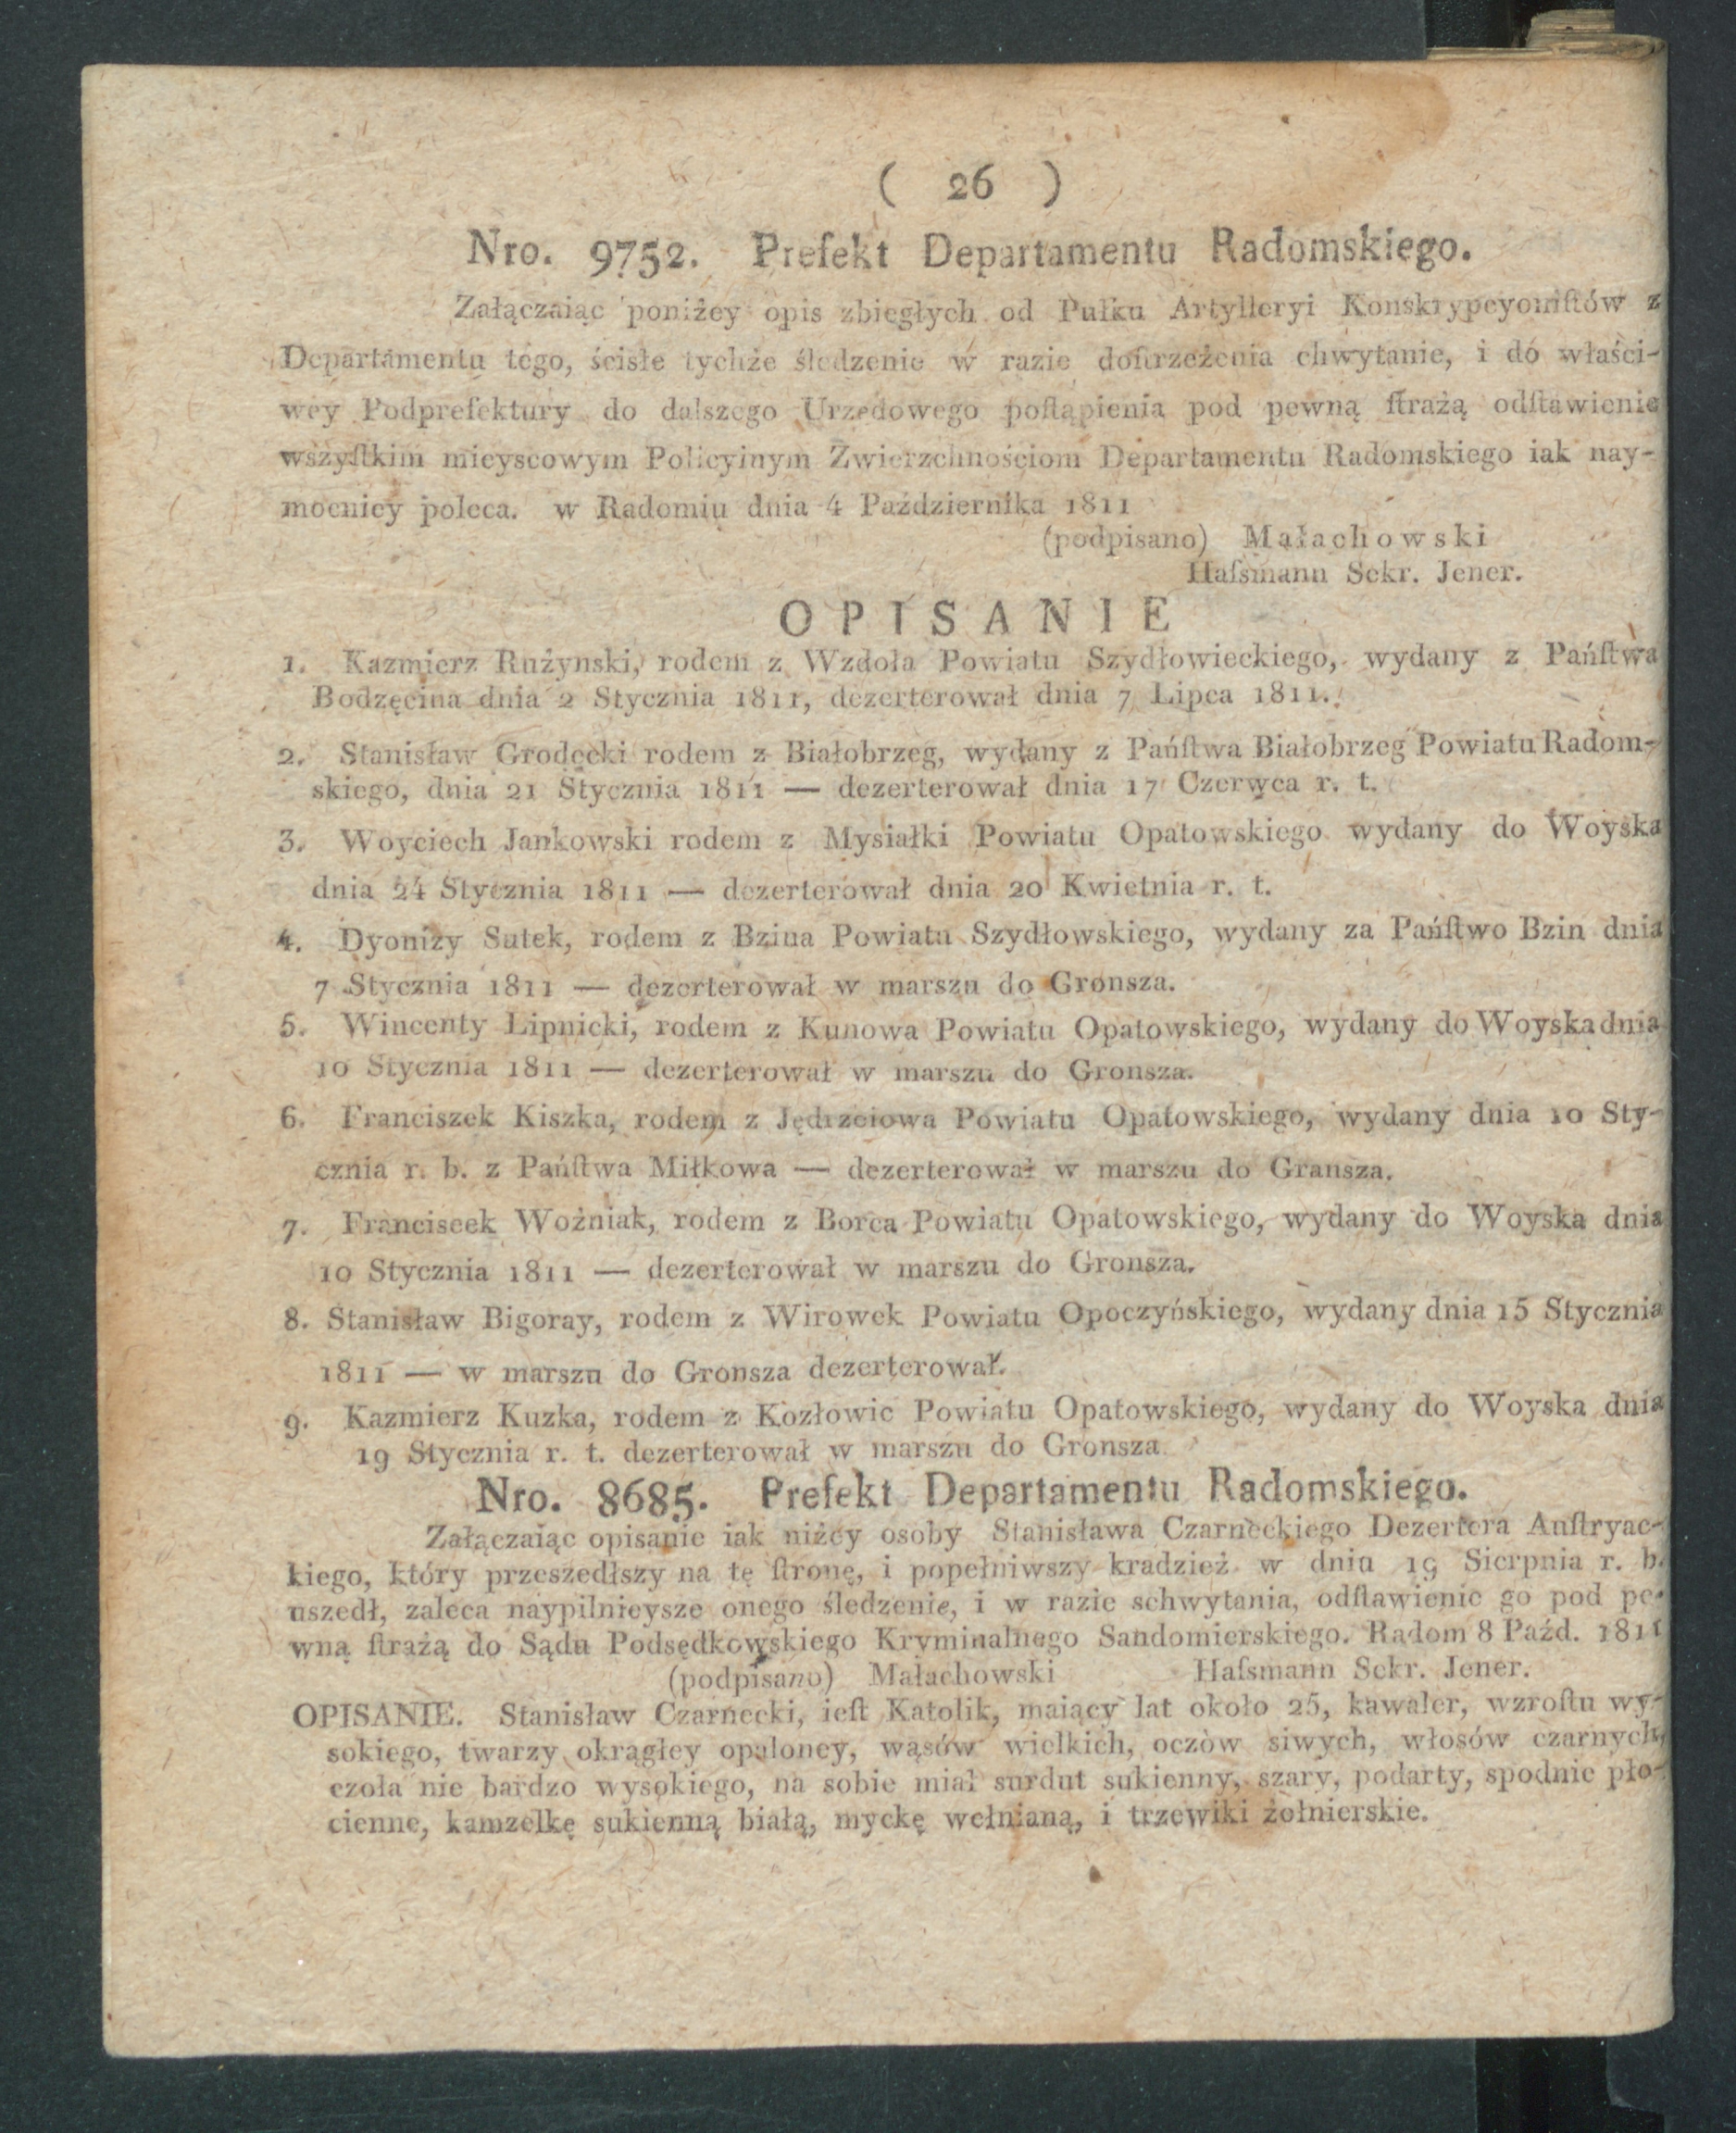 ( 26 )
Nro. 9752. Prefekt Departamentu Radomskiego.
Załączaiąc poniżey opis zbiegłych od Pułku Artylleryi Konskrypcyoniſtów z
Departamentu tego, ścisłe tychże śledzenie w razie doſtrzeżenia chwytanie, i do właści-
wey Podprefektury do dalszego Urzędowego poſtąpienia pod pewną ſtrażą odſtawienie
wszyſtkim mieyscowym Policyinym Zwierzchnościom Departamentu Radomskiego iak nay-
mocniey poleca. w Radomiu dnia 4 Października 1811
(podpisano) Małachowski
Haſsmann Sekr. Jener.
OPISANIE
1. Kazmierz Rużynski, rodem z Wzdoła Powiatu Szydłowieckiego, wydany z Pańſtwa
Bodzęcina dnia 2 Stycznia 1811, dezerterował dnia 7 Lipca 1811.
2. Stanisław Grodecki rodem z Białobrzeg, wydany z Pańſtwa Białobrzeg Powiatu Radom-
skiego, dnia 21 Stycznia 1811 — dezerterował dnia 17 Czerwca r. t.
3. Woyciech Jankowski rodem z Mysiałki Powiatu Opatowskiego wydany do Woyska
dnia 24 Stycznia 1811 — dezerterował dnia 20 Kwietnia r. t.
4. Dyonizy Sutek, rodem z Bzina Powiatu Szydłowskiego, wydany za Pańſtwo Bzin dnia
7 Stycznia 1811 — dezerterował w marszu do Gronsza.
5. Wincenty Lipnicki, rodem z Kunowa Powiatu Opatowskiego, wydany do Woyska dnia
10 Stycznia 1811 — dezerterował w marszu do Gronsza.
6. Franciszek Kiszka, rodem z Jędrzeiowa Powiatu Opatowskiego, wydany dnia 10 Sty-
cznia r. b. z Pańſtwa Miłkowa — dezerterował w marszu do Gransza.
7. Franciscek Woźniak, rodem z Borca Powiatu Opatowskiego, wydany do Woyska dnia
10 Stycznia 1811 — dezerterował w marszu do Gronsza.
8. Stanisław Bigoray, rodem z Wirowek Powiatu Opoczyńskiego, wydany dnia 15 Stycznia
1811 — w marszu do Gronsza dezerterował.
9. Kazmierz Kuzka, rodem z Kozłowic Powiatu Opatowskiego, wydany do Woyska dnia
19 Stycznia r. t. dezerterował w marszu do Gronsza.
Nro. 8685. Prefekt Departamentu Radomskiego.
Załączaiąc opisanie iak niżey osoby Stanisława Czarneckiego Dezertera Auſtryac-
kiego, który przeszedłszy na tę ſtronę, i popełniwszy kradzież w dniu 19 Sierpnia r. b.
uszedł, zaleca naypilnieysze onego śledzenie, i w razie schwytania, odſtawienie go pod pe-
wną ſtrażą do Sądu Podsędkowskiego Kryminalnego Sandomierskiego. Radom 8 Paźd. 1811
(podpisano) Małachowski Haſsmann Sekr. Jener.
OPISANIE. Stanisław Czarnecki, ieſt Katolik, maiący lat około 25, kawaler, wzroſtu wy-
sokiego, twarzy okrągłey opaloney, wąsów wielkich, oczòw siwych, włosów czarnych,
czoła nie bardzo wysokiego, na sobie miał surdut sukienny, szary, podarty, spodnie pło-
cienne, kamzelkę sukienną białą, myckę wełnianą, i trzewiki żołnierskie.